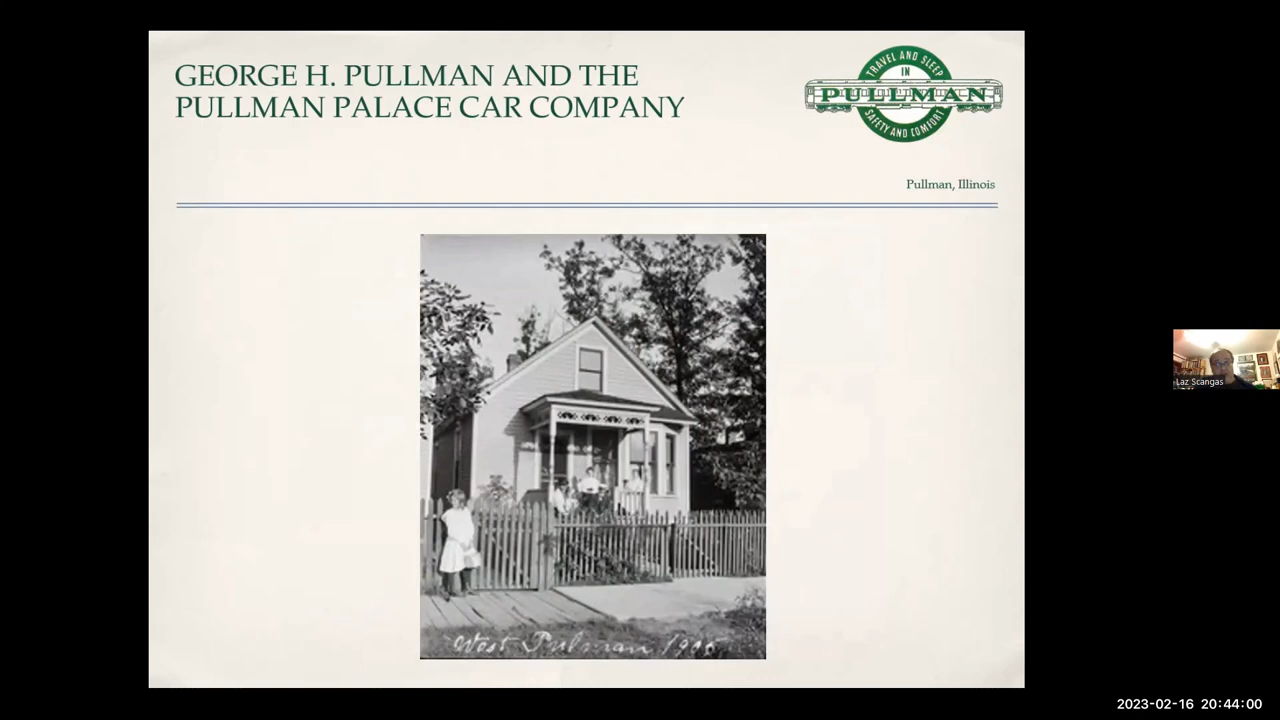 GEORGE H. PULLMAN AND THE
PULLMAN PALACE CAR COMPANY
TRAVEL AND SLEEP
IN
PULLMAN
SAFETY AND COMFORT
Pullman, Illinois
West Pullman, 1906
Laz Scangas
2023-02-16 20:44:00